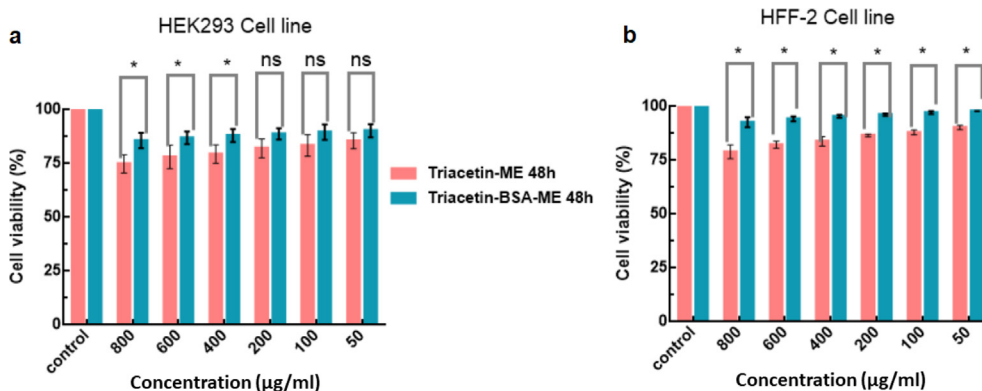 a
HEK293 Cell line
* * * ns ns ns
100
75
50
25
0
Cell viability (%)
control 800 600 400 200 100 50
Concentration (µg/ml)
Triacetin-ME 48h
Triacetin-BSA-ME 48h
b
HFF-2 Cell line
* * * * * *
100
75
50
25
0
Cell viability (%)
control 800 600 400 200 100 50
Concentration (µg/ml)